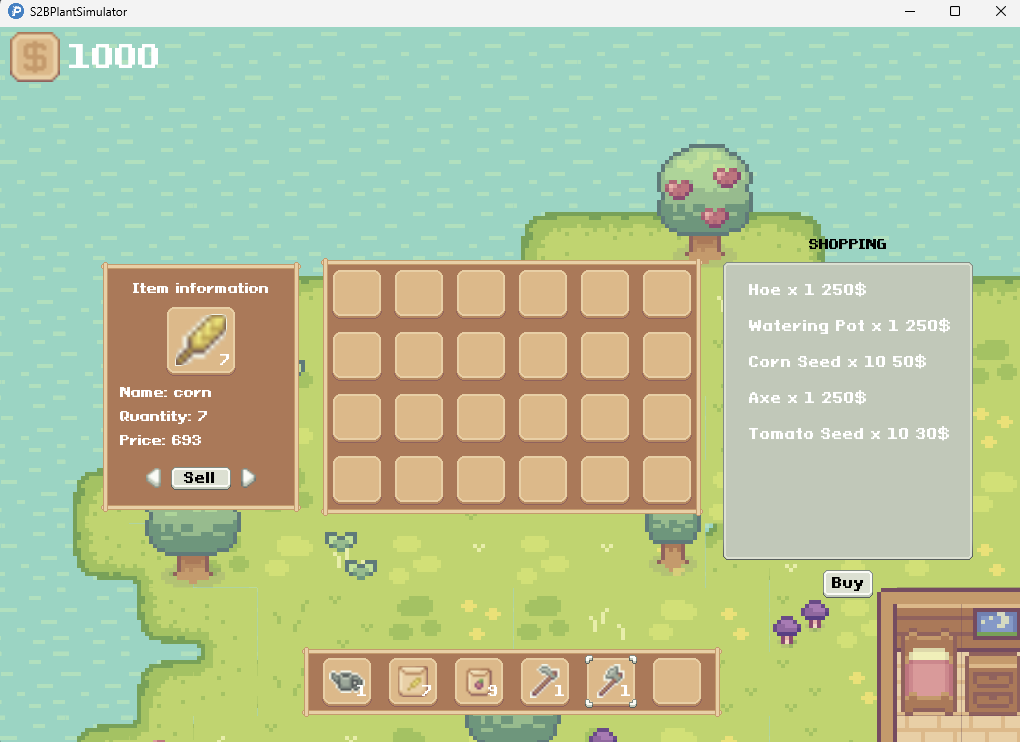 S2BPlantSimulator
$ 1000
SHOPPING
Item information
7
Name: corn
Quantity: 7
Price: 693
Sell
Hoe x 1 250$
Watering Pot x 1 250$
Corn Seed x 10 50$
Axe x 1 250$
Tomato Seed x 10 30$
Buy
1 7 9 1 1